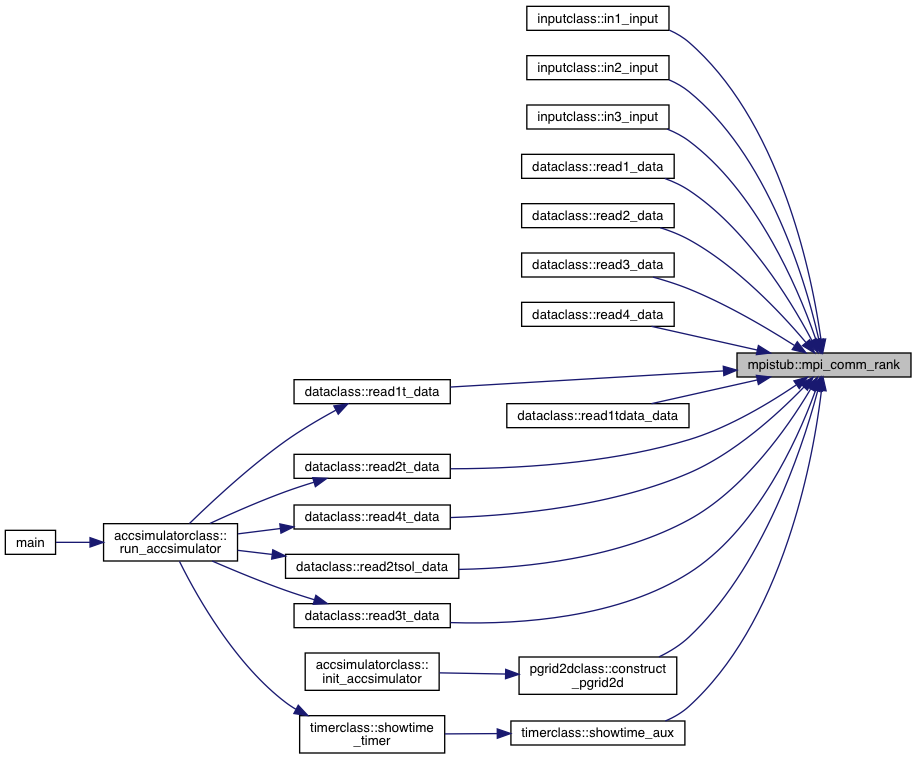 inputclass::in1_input
inputclass::in2_input
inputclass::in3_input
dataclass::read1_data
dataclass::read2_data
dataclass::read3_data
dataclass::read4_data
mpistub::mpi_comm_rank
dataclass::read1t_data
dataclass::read1tdata_data
dataclass::read2t_data
dataclass::read4t_data
main
accsimulatorclass::
run_accsimulator
dataclass::read2tsol_data
dataclass::read3t_data
accsimulatorclass::
init_accsimulator
pgrid2dclass::construct
_pgrid2d
timerclass::showtime
_timer
timerclass::showtime_aux